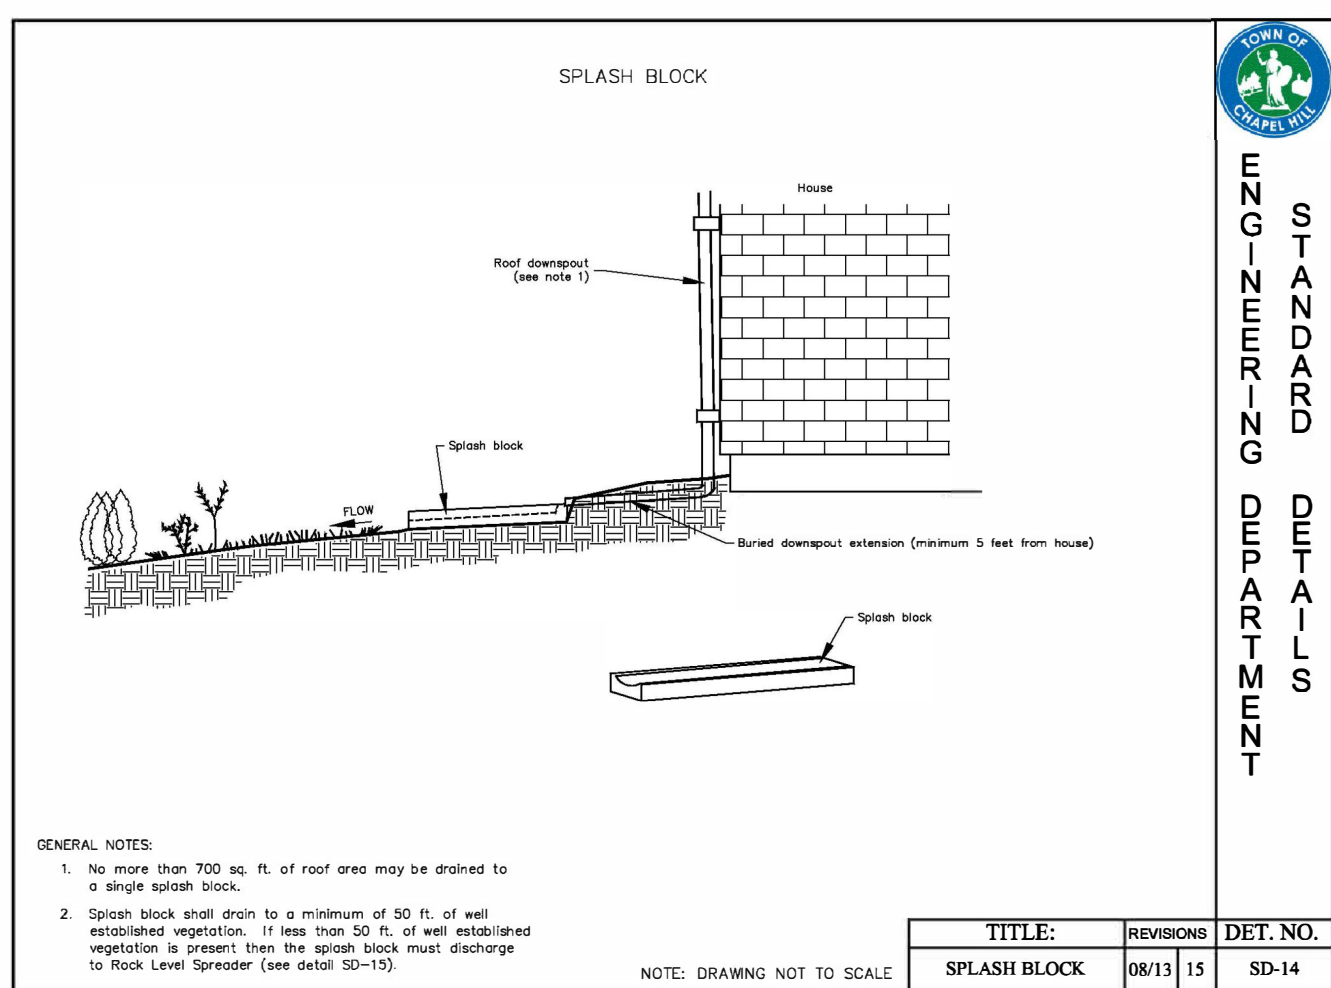 SPLASH BLOCK
House
Roof downspout
(see note 1)
Splash block
FLOW
Buried downspout extension (minimum 5 feet from house)
Splash block
GENERAL NOTES:
1. No more than 700 sq. ft. of roof area may be drained to
a single splash block.
2. Splash block shall drain to a minimum of 50 ft. of well
established vegetation. If less than 50 ft. of well established
vegetation is present then the splash block must discharge
to Rock Level Spreader (see detail SD-15).
NOTE: DRAWING NOT TO SCALE
TOWN OF
CHAPEL HILL
ENGINEERING DEPARTMENT
STANDARD DETAILS
TITLE:
REVISIONS
DET. NO.
SPLASH BLOCK
08/13
15
SD-14